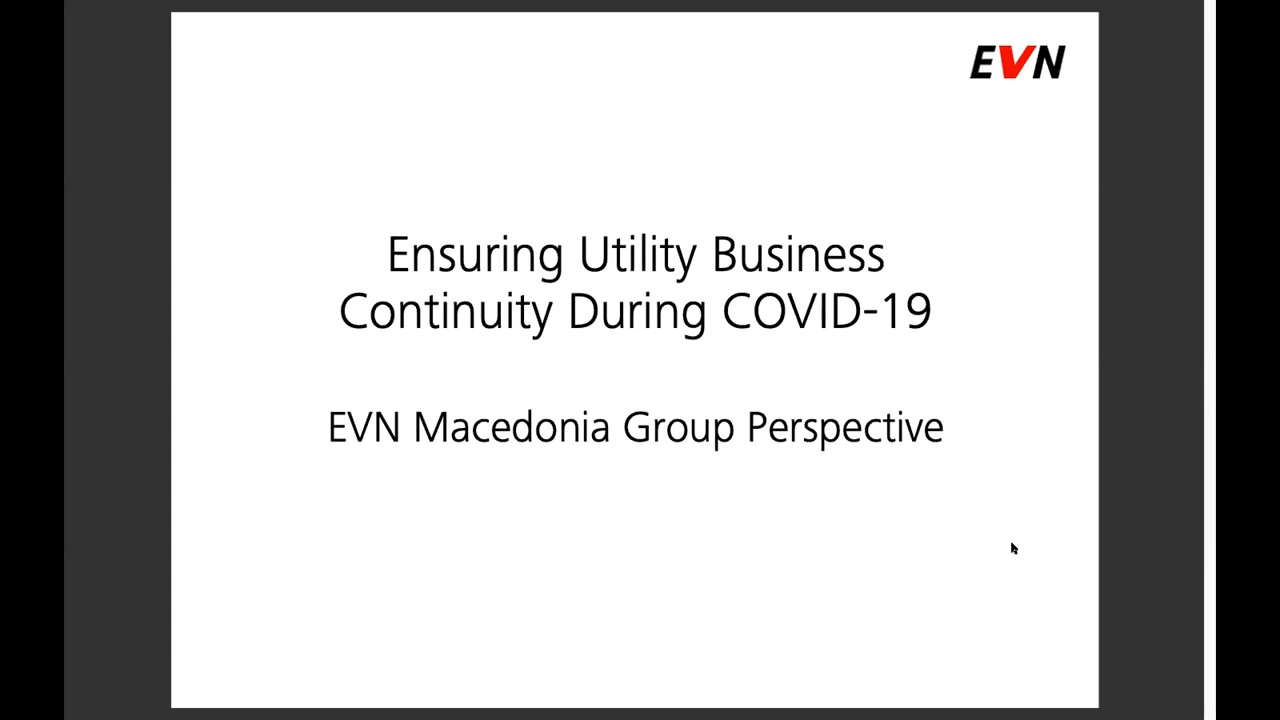 EVN
Ensuring Utility Business
Continuity During COVID-19
EVN Macedonia Group Perspective